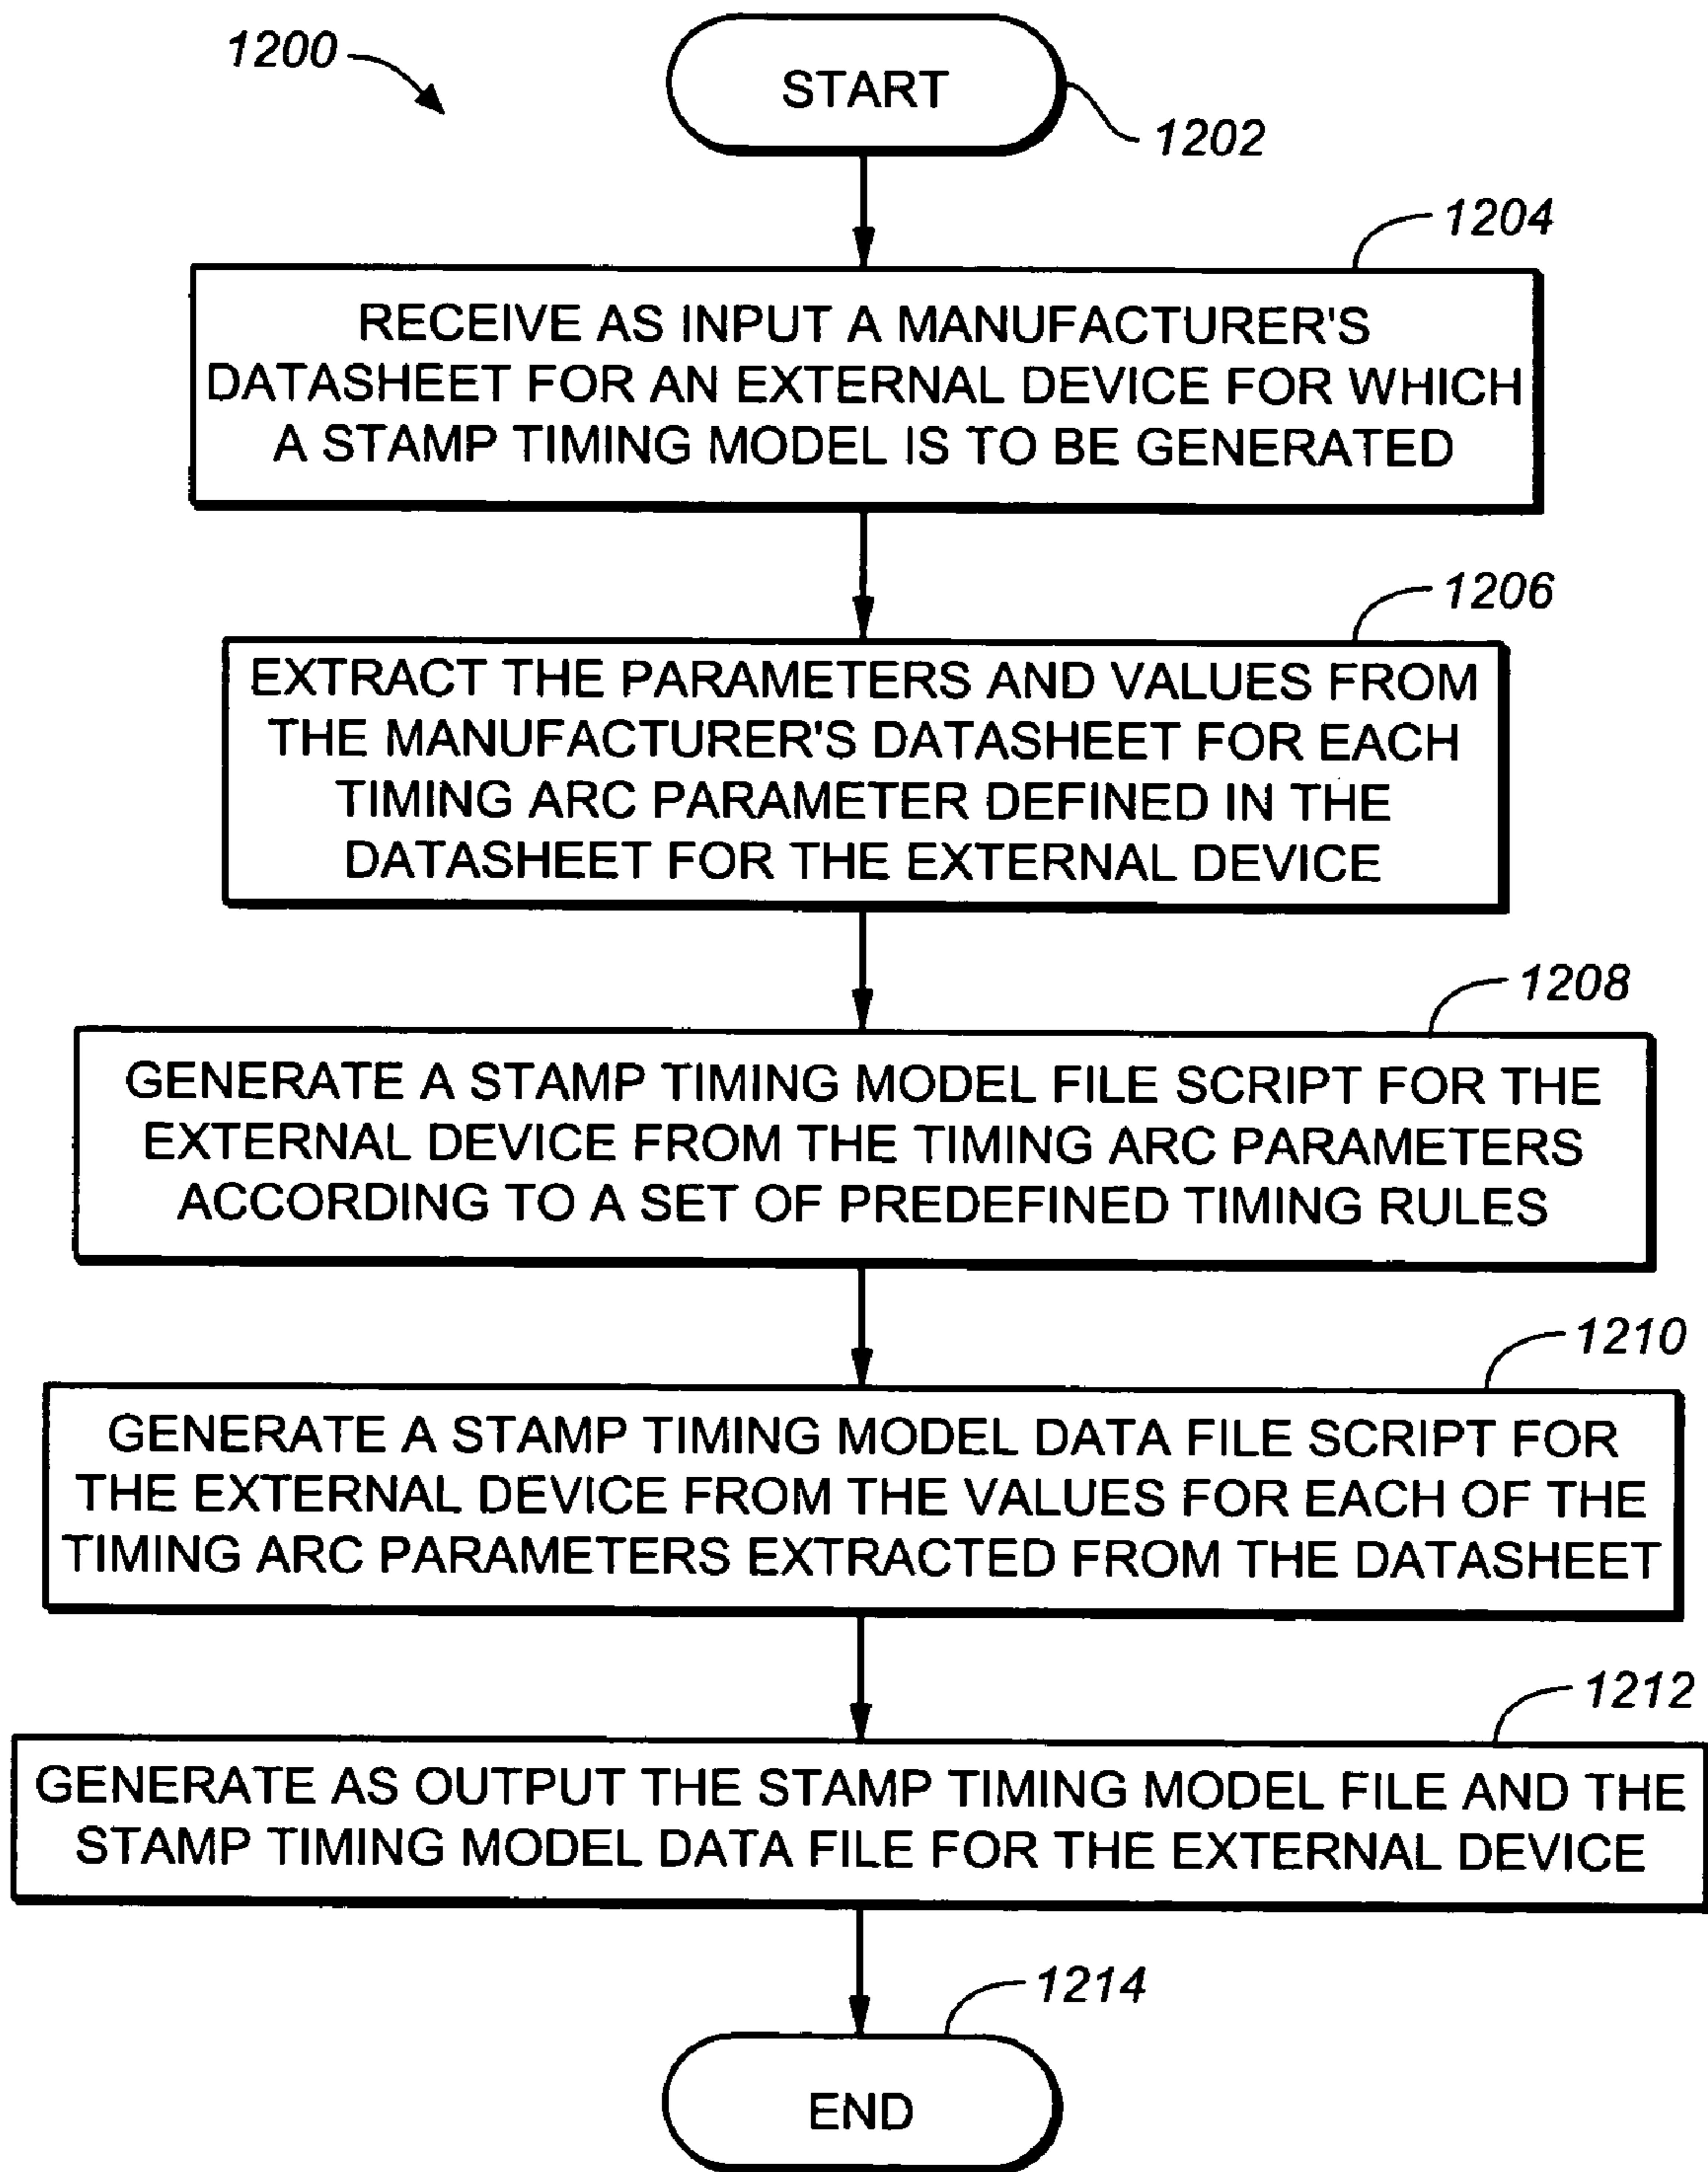 1200
START
1202
1204
RECEIVE AS INPUT A MANUFACTURER'S
DATASHEET FOR AN EXTERNAL DEVICE FOR WHICH
A STAMP TIMING MODEL IS TO BE GENERATED
1206
EXTRACT THE PARAMETERS AND VALUES FROM
THE MANUFACTURER'S DATASHEET FOR EACH
TIMING ARC PARAMETER DEFINED IN THE
DATASHEET FOR THE EXTERNAL DEVICE
1208
GENERATE A STAMP TIMING MODEL FILE SCRIPT FOR THE
EXTERNAL DEVICE FROM THE TIMING ARC PARAMETERS
ACCORDING TO A SET OF PREDEFINED TIMING RULES
1210
GENERATE A STAMP TIMING MODEL DATA FILE SCRIPT FOR
THE EXTERNAL DEVICE FROM THE VALUES FOR EACH OF THE
TIMING ARC PARAMETERS EXTRACTED FROM THE DATASHEET
1212
GENERATE AS OUTPUT THE STAMP TIMING MODEL FILE AND THE
STAMP TIMING MODEL DATA FILE FOR THE EXTERNAL DEVICE
1214
END